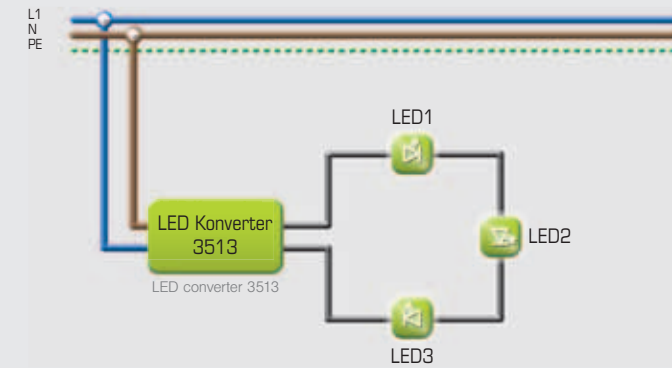 L1
N
PE
LED1
LED Konverter
3513
LED2
LED converter 3513
LED3